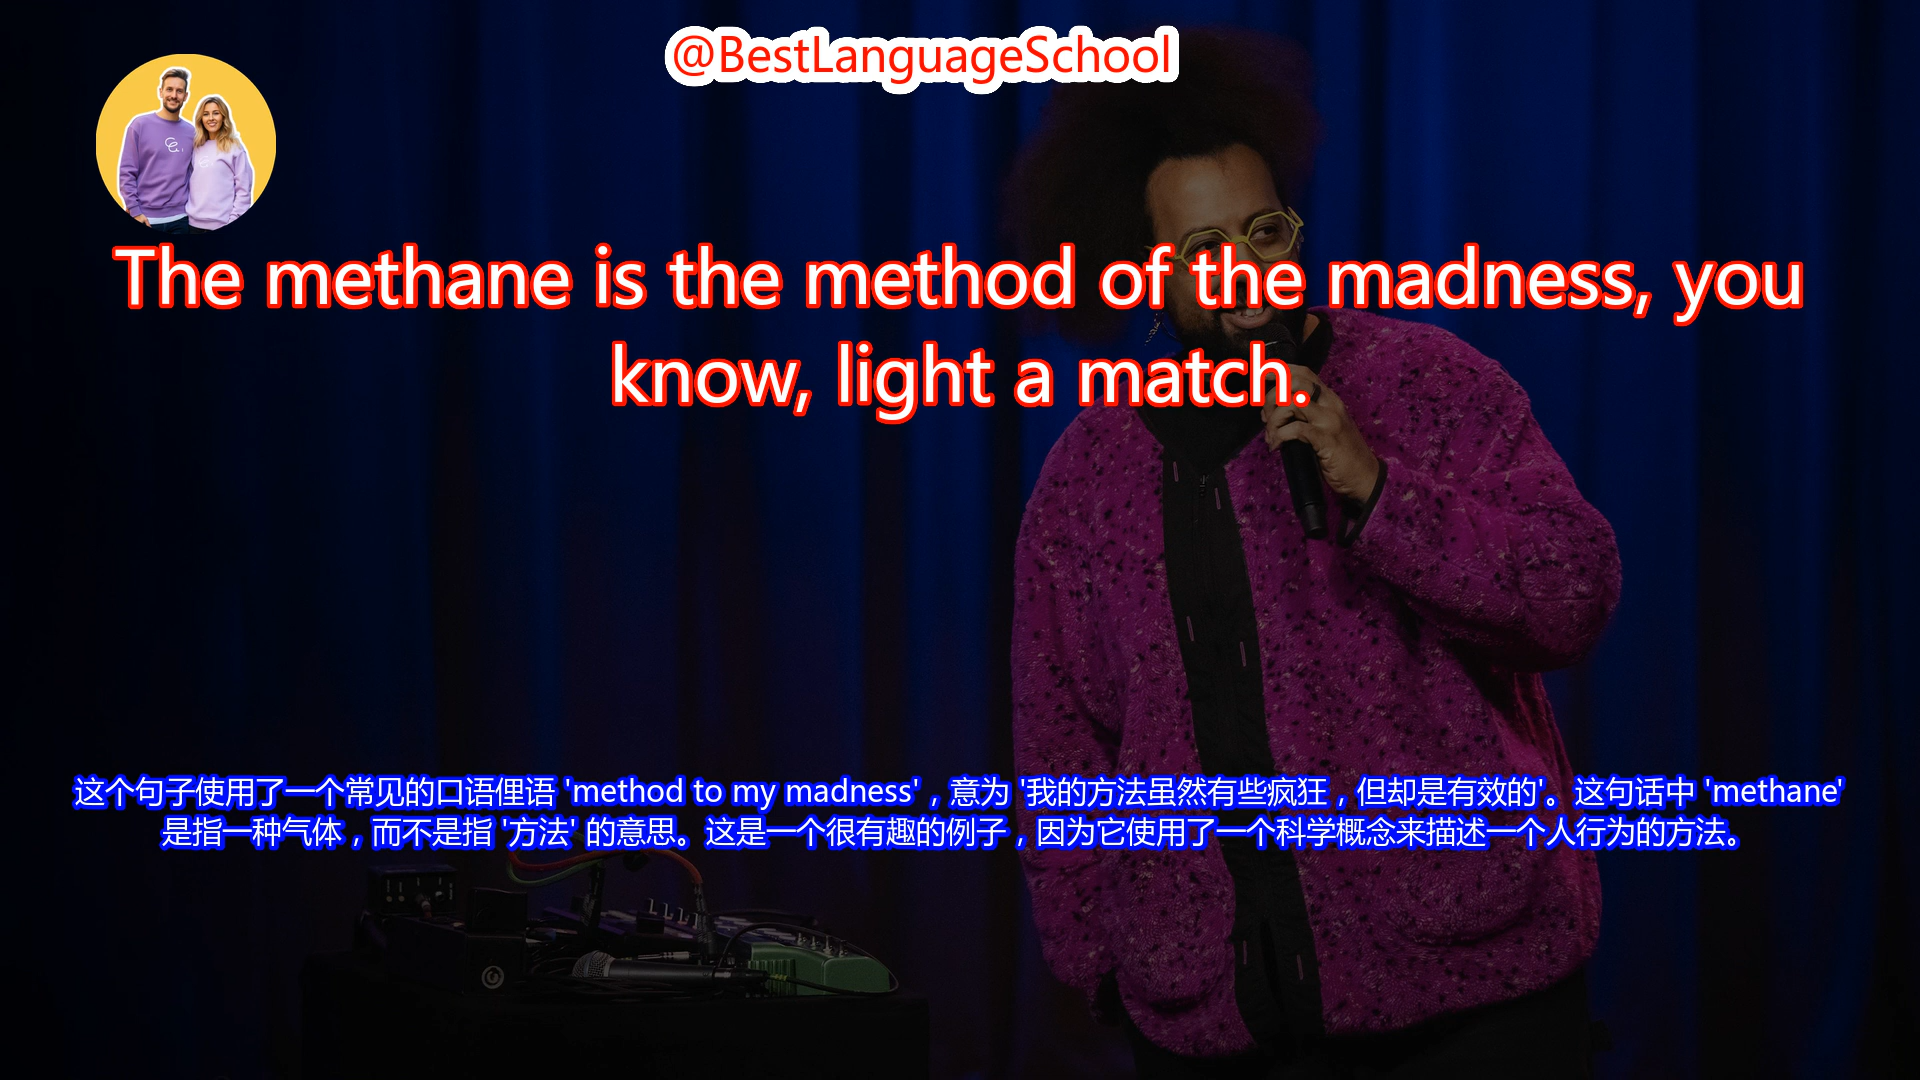 @BestLanguageSchool
The methane is the method of the madness, you
know, light a match.
这个句子使用了一个常见的口语俚语 'method to my madness'，意为 '我的方法虽然有些疯狂，但却是有效的'。这句话中 'methane'
是指一种气体，而不是指 '方法' 的意思。这是一个很有趣的例子，因为它使用了一个科学概念来描述一个人行为的方法。